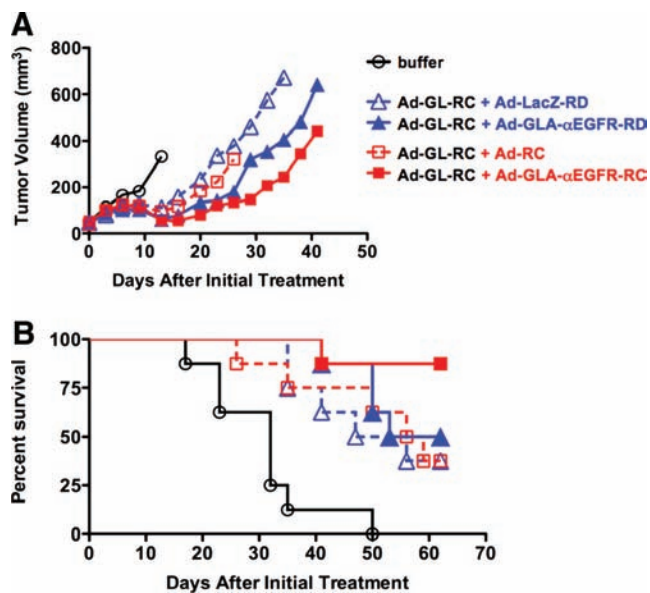 A
Tumor Volume (mm³)
800
600
400
200
0
0 10 20 30 40 50
Days After Initial Treatment
buffer
Ad-GL-RC + Ad-LacZ-RD
Ad-GL-RC + Ad-GLA-αEGFR-RD
Ad-GL-RC + Ad-RC
Ad-GL-RC + Ad-GLA-αEGFR-RC
B
Percent survival
100
75
50
25
0
0 10 20 30 40 50 60 70
Days After Initial Treatment